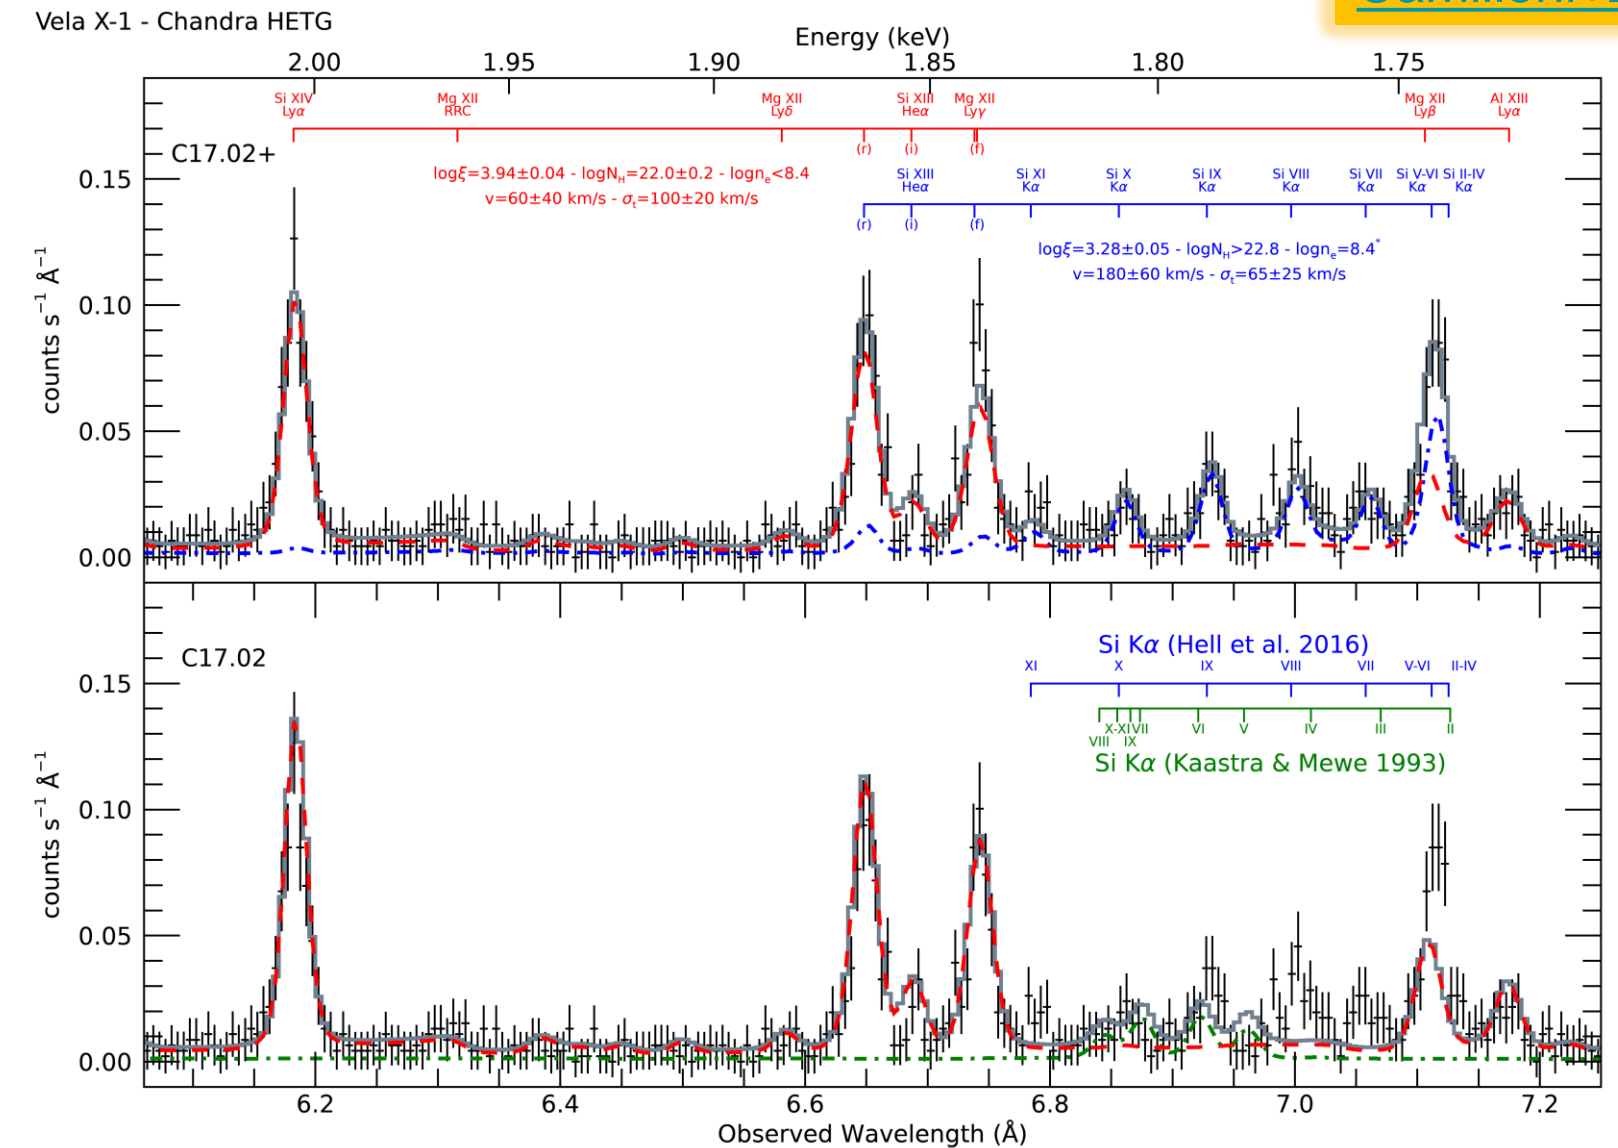 Vela X-1 - Chandra HETG
Energy (keV)
2.00 1.95 1.90 1.85 1.80 1.75
Si XIV Mg XII Mg XII Si XIII Mg XII Mg XII Al XIII
Lyα RRC Lyδ Heα Lyγ Lyβ Lyα
C17.02+
(r) (i) (f)
logξ=3.94±0.04 - logN_H=22.0±0.2 - logn_e<8.4
v=60±40 km/s - σ_t=100±20 km/s
Si XIII Si XI Si X Si IX Si VIII Si VII Si V-VI Si II-IV
Heα Kα Kα Kα Kα Kα Kα Kα
(r) (i) (f)
logξ=3.28±0.05 - logN_H>22.8 - logn_e=8.4*
v=180±60 km/s - σ_t=65±25 km/s
0.15
0.10
0.05
0.00
counts s⁻¹ Å⁻¹
C17.02
Si Kα (Hell et al. 2016)
XI X IX VIII VII V-VI II-IV
X-XI VII VI V IV III II
VIII IX
Si Kα (Kaastra & Mewe 1993)
0.15
0.10
0.05
0.00
counts s⁻¹ Å⁻¹
6.2 6.4 6.6 6.8 7.0 7.2
Observed Wavelength (Å)